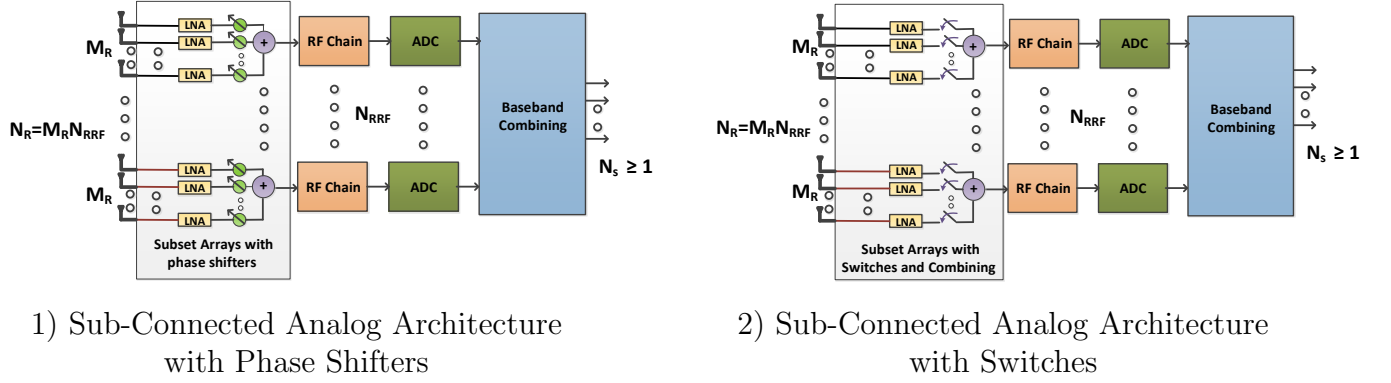 LNA
LNA
M_R
LNA
+
RF Chain
ADC
N_R=M_RN_RRF
N_RRF
Baseband
Combining
N_s ≥ 1
LNA
LNA
M_R
LNA
+
RF Chain
ADC
Subset Arrays with
phase shifters
1) Sub-Connected Analog Architecture
with Phase Shifters
LNA
LNA
M_R
LNA
+
RF Chain
ADC
N_R=M_RN_RRF
N_RRF
Baseband
Combining
N_s ≥ 1
LNA
LNA
M_R
LNA
+
RF Chain
ADC
Subset Arrays with
Switches and Combining
2) Sub-Connected Analog Architecture
with Switches